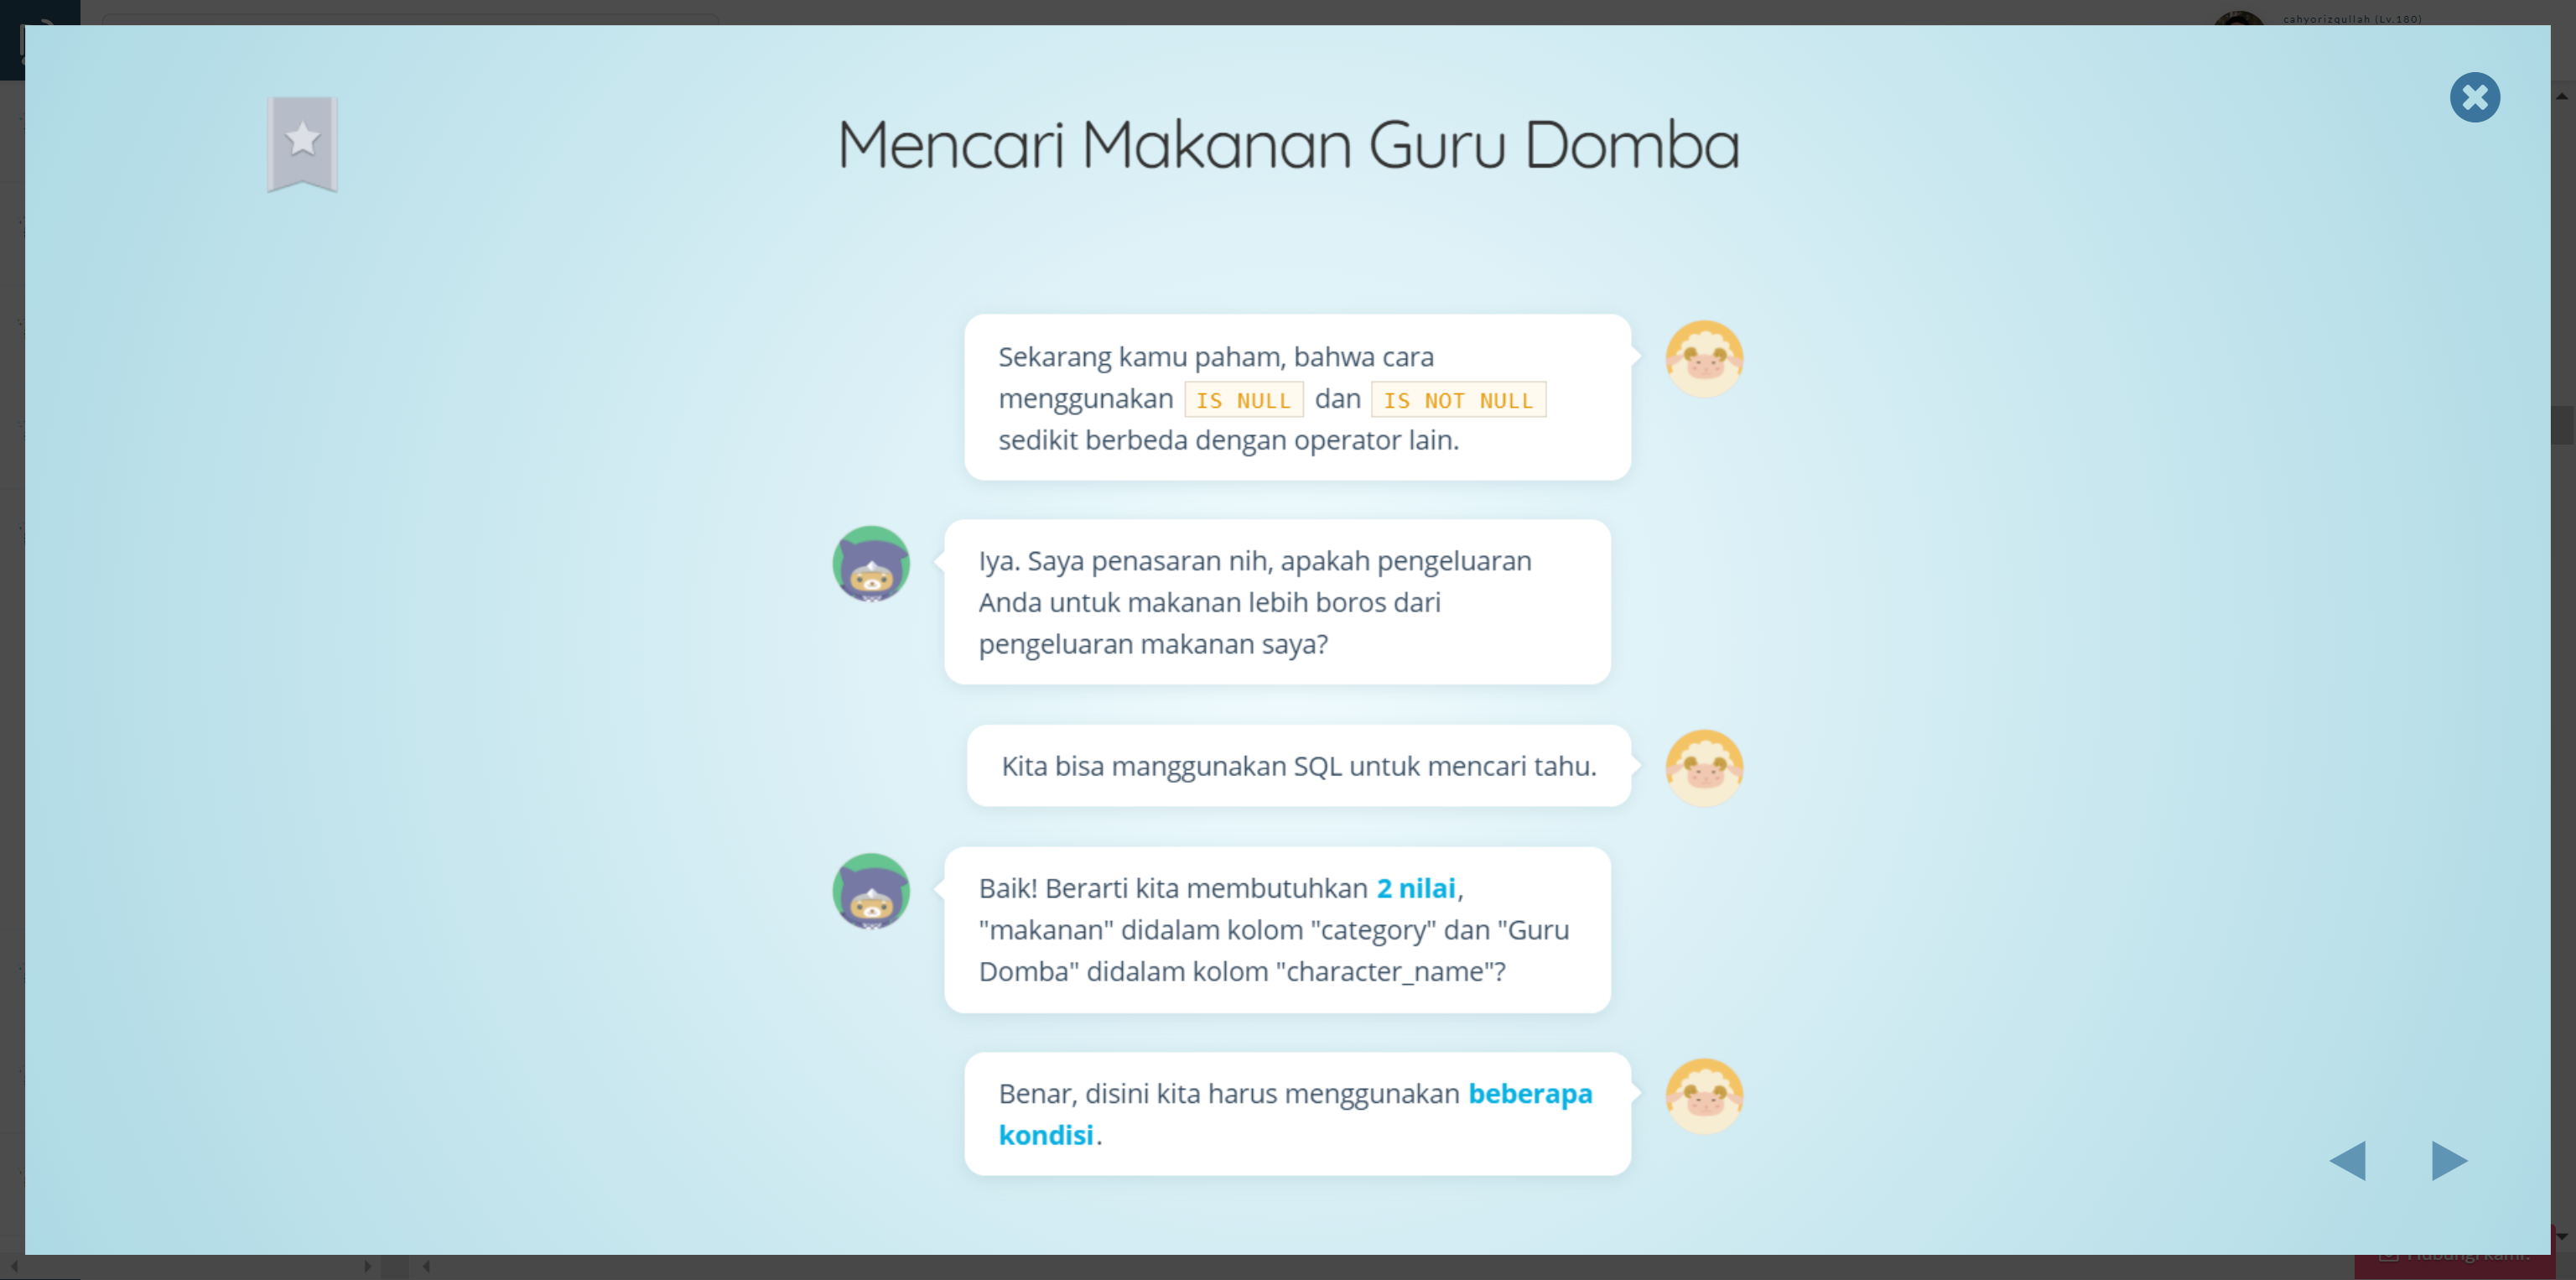 cahyorizqullah (Lv.180)
Mencari Makanan Guru Domba
Sekarang kamu paham, bahwa cara
menggunakan IS NULL dan IS NOT NULL
sedikit berbeda dengan operator lain.
Iya. Saya penasaran nih, apakah pengeluaran
Anda untuk makanan lebih boros dari
pengeluaran makanan saya?
Kita bisa manggunakan SQL untuk mencari tahu.
Baik! Berarti kita membutuhkan 2 nilai,
"makanan" didalam kolom "category" dan "Guru
Domba" didalam kolom "character_name"?
Benar, disini kita harus menggunakan beberapa
kondisi.